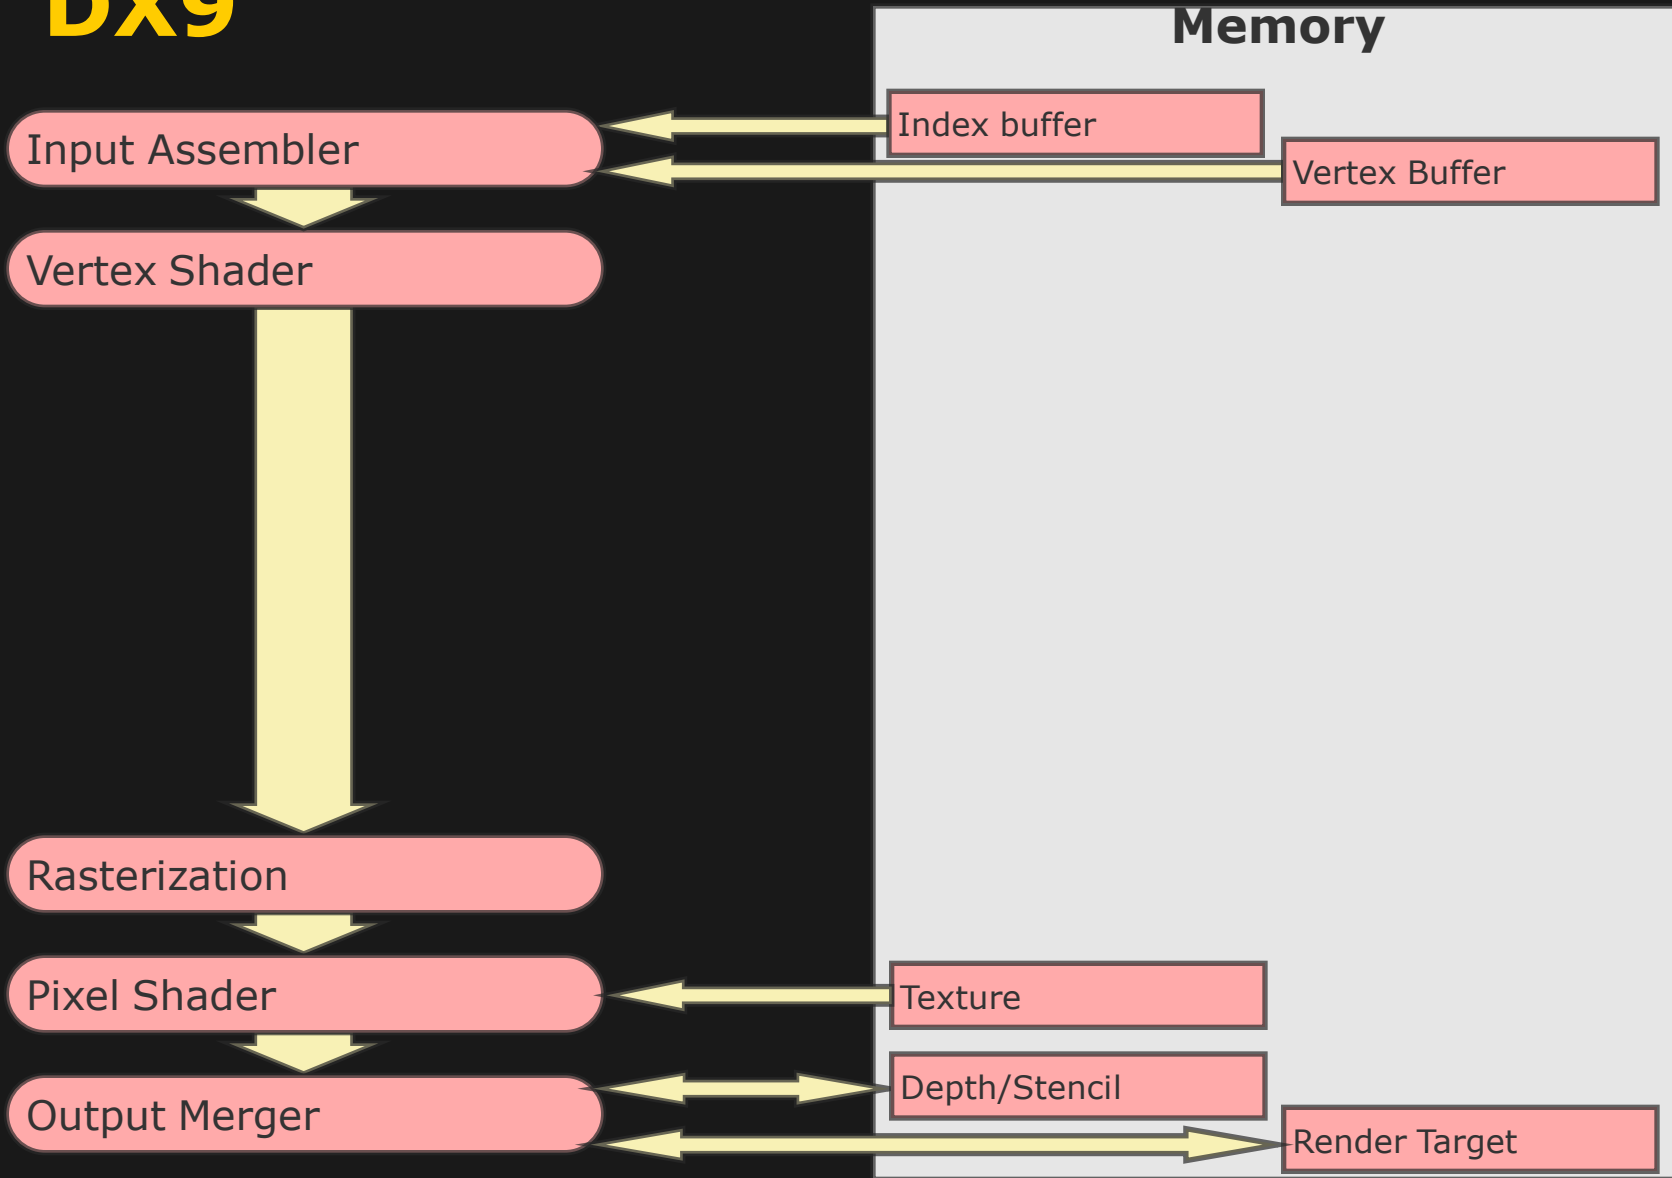 DX9
Memory
Index buffer
Input Assembler
Vertex Buffer
Vertex Shader
Rasterization
Pixel Shader
Texture
Depth/Stencil
Output Merger
Render Target